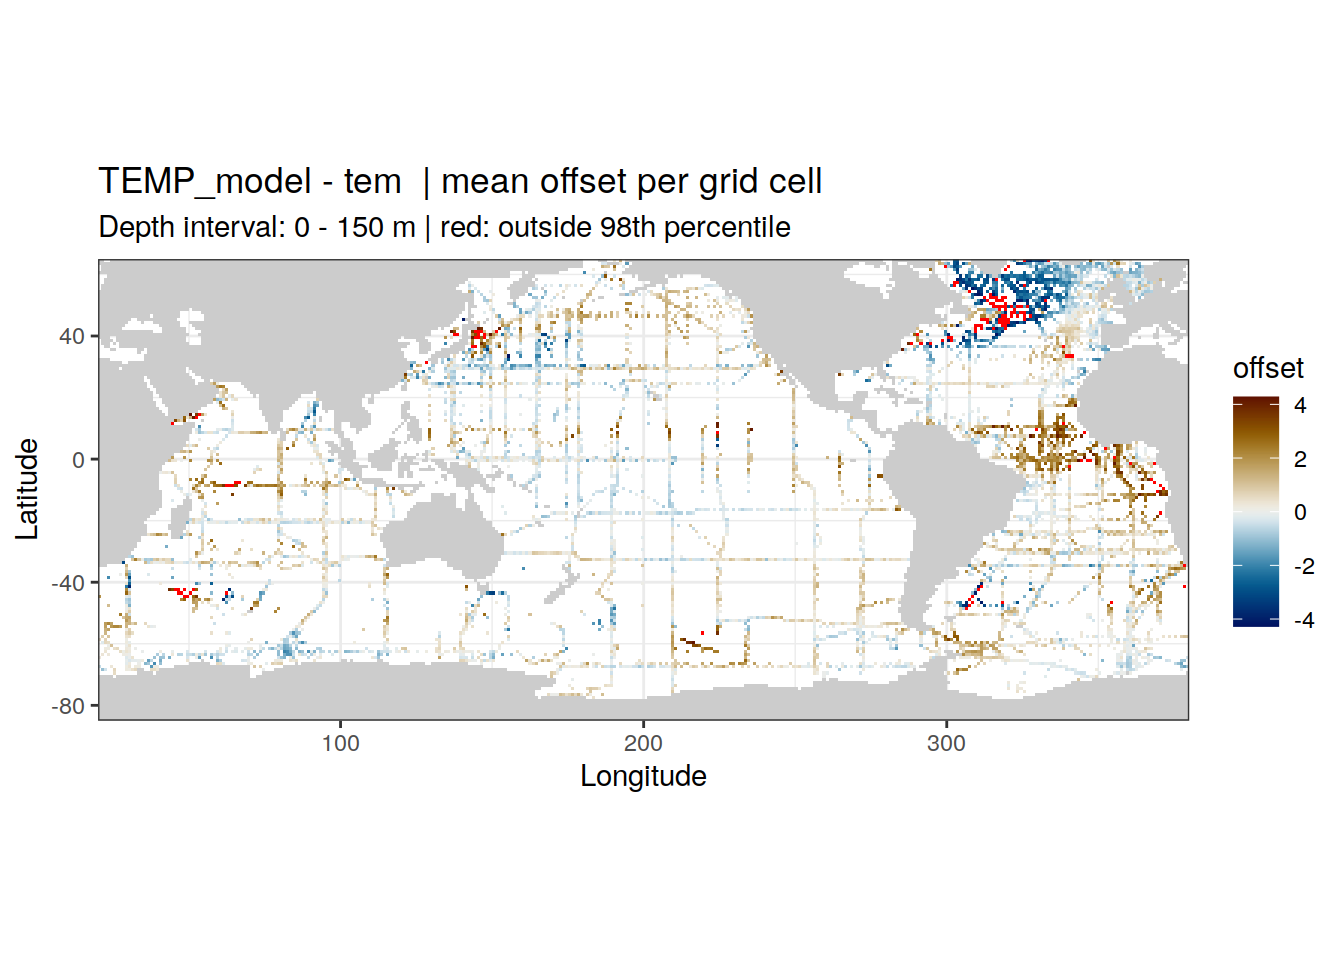 TEMP_model - tem  | mean offset per grid cell
Depth interval: 0 - 150 m | red: outside 98th percentile
offset
4
2
0
-2
-4
Latitude
40
0
-40
-80
100
200
300
Longitude